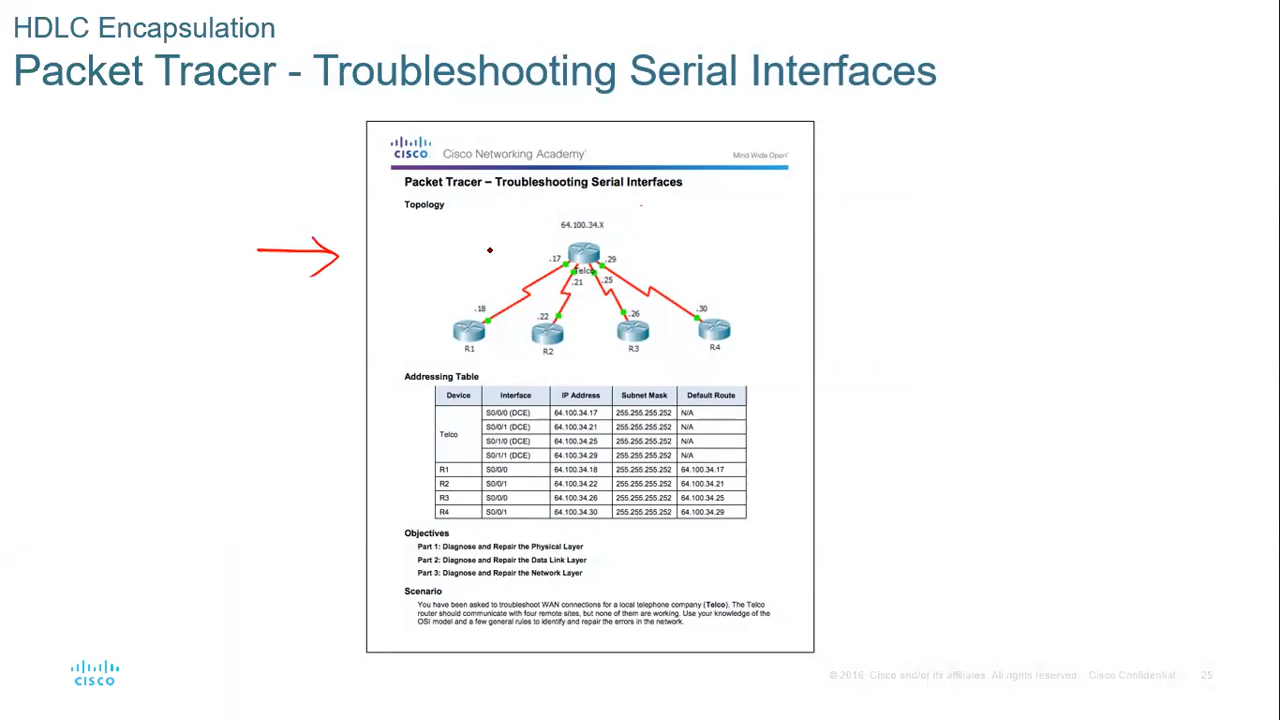 HDLC Encapsulation
Packet Tracer - Troubleshooting Serial Interfaces
CISCO Cisco Networking Academy® Mind Wide Open™
Packet Tracer – Troubleshooting Serial Interfaces
Topology
64.100.34.X
.17 .29
Telco
.21 .25
.18 .22 .26 .30
R1 R2 R3 R4
Addressing Table
Device Interface IP Address Subnet Mask Default Route
Telco
S0/0/0 (DCE) 64.100.34.17 255.255.255.252 N/A
S0/0/1 (DCE) 64.100.34.21 255.255.255.252 N/A
S0/1/0 (DCE) 64.100.34.25 255.255.255.252 N/A
S0/1/1 (DCE) 64.100.34.29 255.255.255.252 N/A
R1 S0/0/0 64.100.34.18 255.255.255.252 64.100.34.17
R2 S0/0/1 64.100.34.22 255.255.255.252 64.100.34.21
R3 S0/0/0 64.100.34.26 255.255.255.252 64.100.34.25
R4 S0/0/1 64.100.34.30 255.255.255.252 64.100.34.29
Objectives
Part 1: Diagnose and Repair the Physical Layer
Part 2: Diagnose and Repair the Data Link Layer
Part 3: Diagnose and Repair the Network Layer
Scenario
You have been asked to troubleshoot WAN connections for a local telephone company (Telco). The Telco
router should communicate with four remote sites, but none of them are working. Use your knowledge of the
OSI model and a few general rules to identify and repair the errors in the network.
CISCO
© 2016 Cisco and/or its affiliates. All rights reserved. Cisco Confidential 25